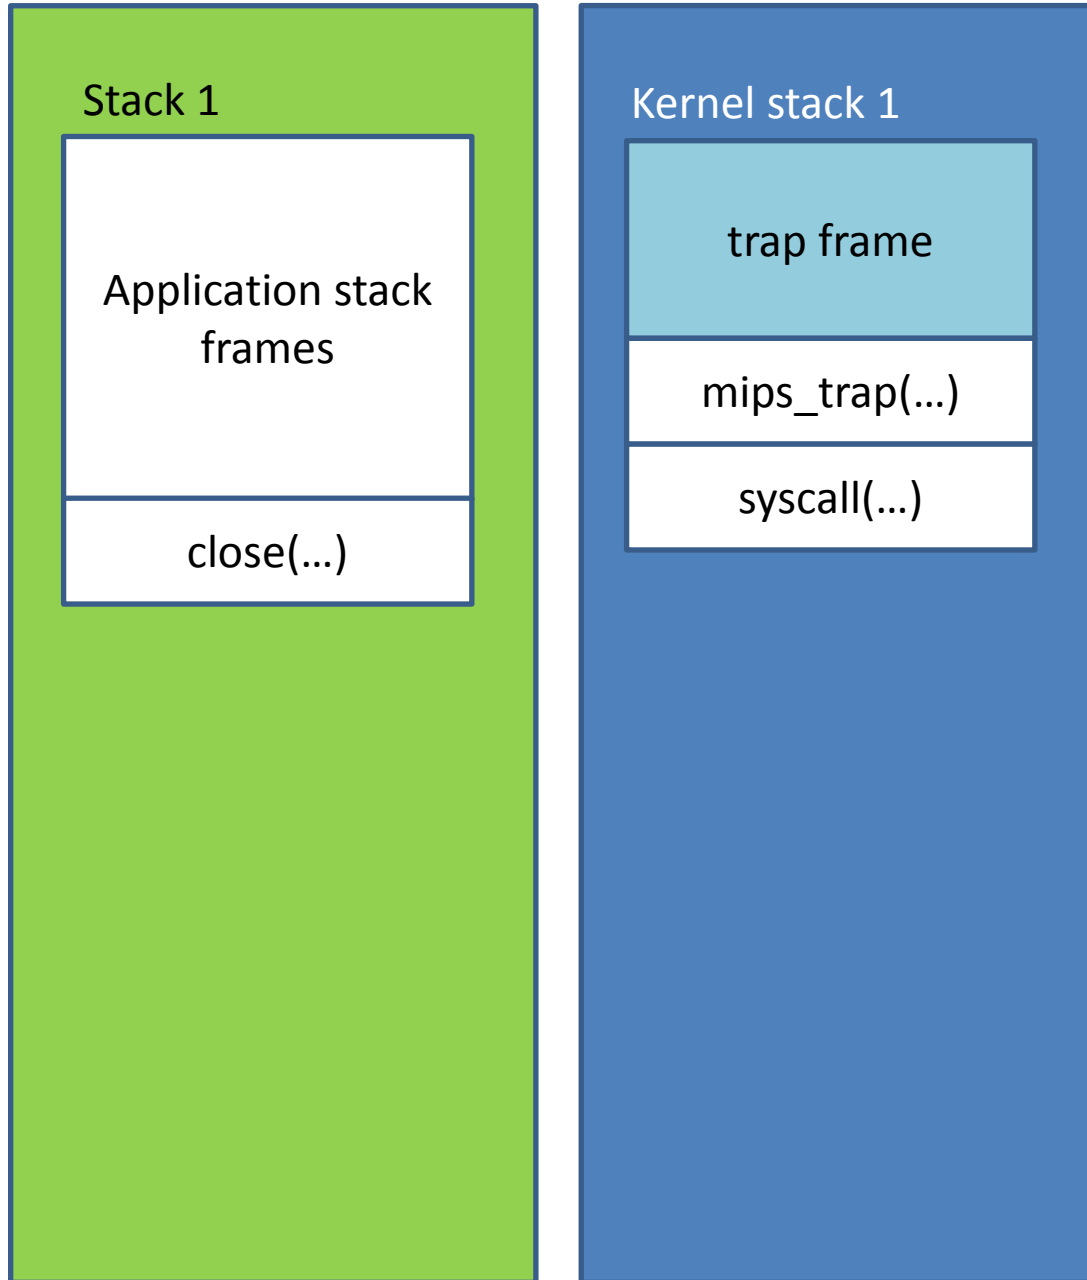 Stack 1
Application stack
frames
close(…)
Kernel stack 1
trap frame
mips_trap(…)
syscall(…)